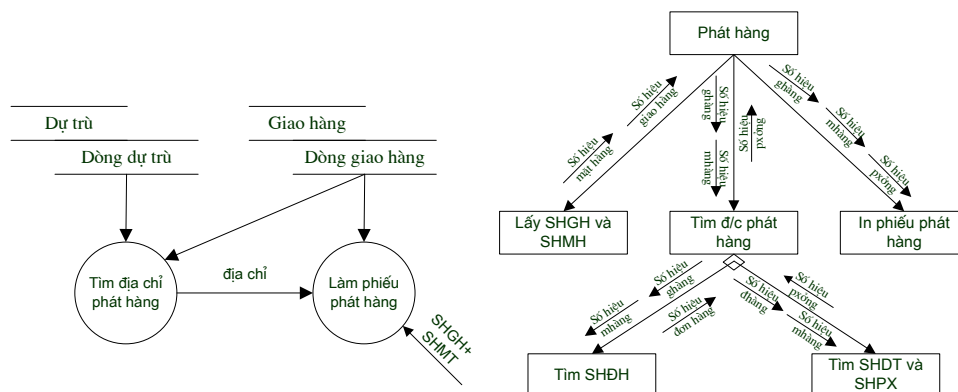 Dự trù
Giao hàng
Dòng dự trù
Dòng giao hàng
Tìm địa chỉ
phát hàng
địa chỉ
Làm phiếu
phát hàng
SHGH+
SHMT
Phát hàng
Số hiệu
mặt hàng
Số hiệu
giao hàng
Số hiệu
ghàng
Số hiệu
mhàng
Số hiệu
pxởng
Số hiệu
ghàng
Số hiệu
mhàng
Số hiệu
pxởng
Lấy SHGH và
SHMH
Tìm đ/c phát
hàng
In phiếu phát
hàng
Số hiệu
ghàng
Số hiệu
mhàng
Số hiệu
đơn hàng
Số hiệu
pxởng
Số hiệu
đhàng
Số hiệu
mhàng
Tìm SHĐH
Tìm SHDT và
SHPX